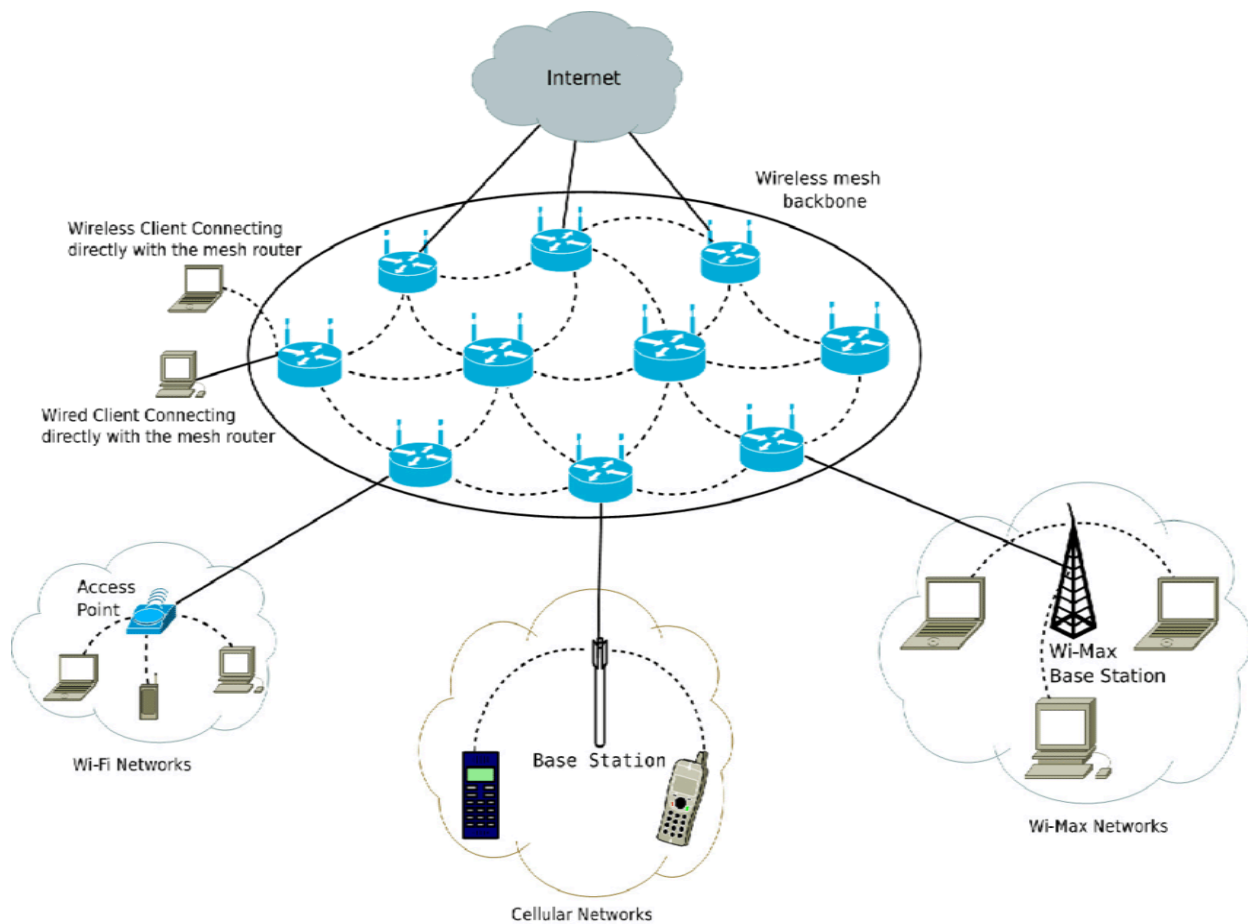 Internet
Wireless mesh
backbone
Wireless Client Connecting
directly with the mesh router
Wired Client Connecting
directly with the mesh router
Access
Point
Wi-Fi Networks
Base Station
Cellular Networks
Wi-Max
Base Station
Wi-Max Networks